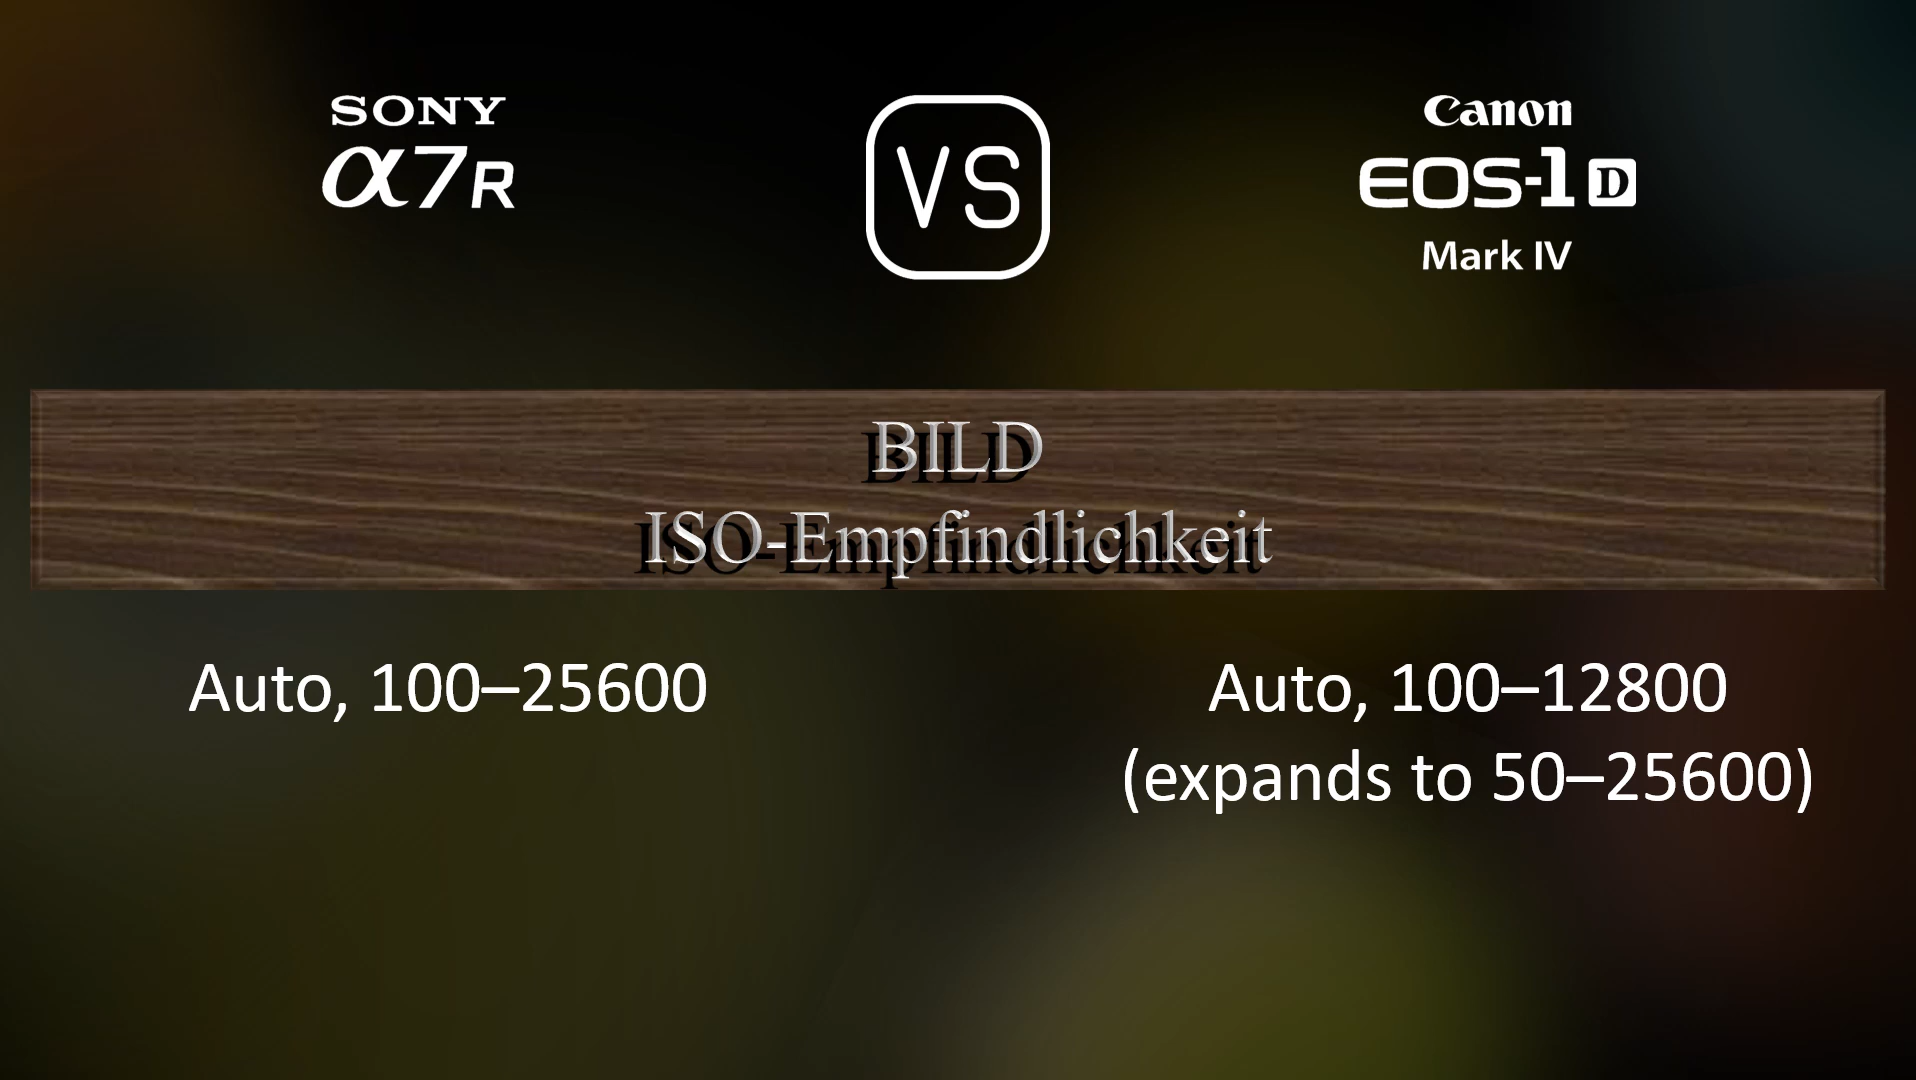 SONY
α7R
VS
Canon
EOS-1 D
Mark IV
BILD
ISO-Empfindlichkeit
Auto, 100–25600
Auto, 100–12800
(expands to 50–25600)